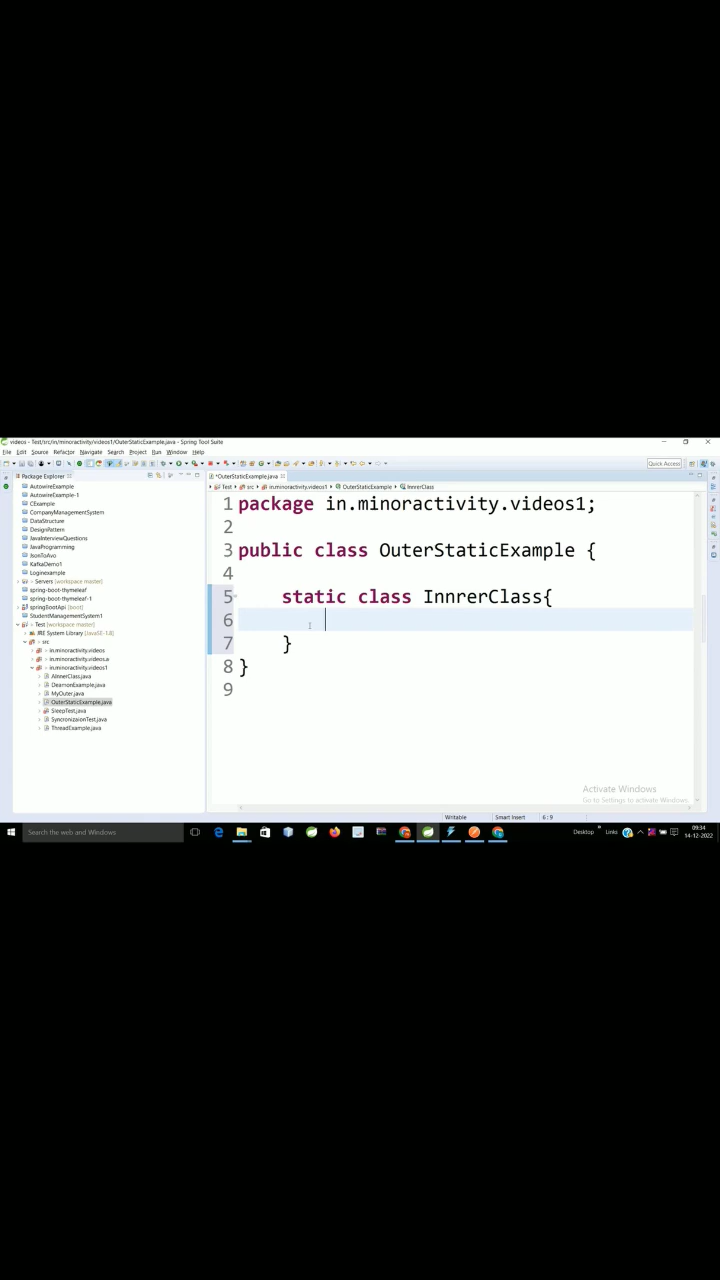 videos - Test/src/in/minoractivity/videos1/OuterStaticExample.java - Spring Tool Suite
File Edit Source Refactor Navigate Search Project Run Window Help
Quick Access
Package Explorer
*OuterStaticExample.java
Test src in.minoractivity.videos1 OuterStaticExample InnrerClass
AutowireExample
AutowireExample-1
CExample
CompanyManagementSystem
DataStructure
DesignPattern
JavaInterviewQuestions
JavaProgramming
JsonToAvo
KafkaDemo1
Loginexample
Servers [workspace master]
spring-boot-thymeleaf
spring-boot-thymeleaf-1
springBootApi [boot]
StudentManagementSystem1
Test [workspace master]
JRE System Library [JavaSE-1.8]
src
in.minoractivity.videos
in.minoractivity.videos.a
in.minoractivity.videos1
AInnerClass.java
DeamonExample.java
MyOuter.java
OuterStaticExample.java
SleepTest.java
SyncronizaionTest.java
ThreadExample.java
1 package in.minoractivity.videos1;
2
3 public class OuterStaticExample {
4
5 static class InnrerClass{
6
7 }
8 }
9
Activate Windows
Go to Settings to activate Windows.
Writable Smart Insert 6 : 9
Search the web and Windows
Desktop
Links
09:34
14-12-2022